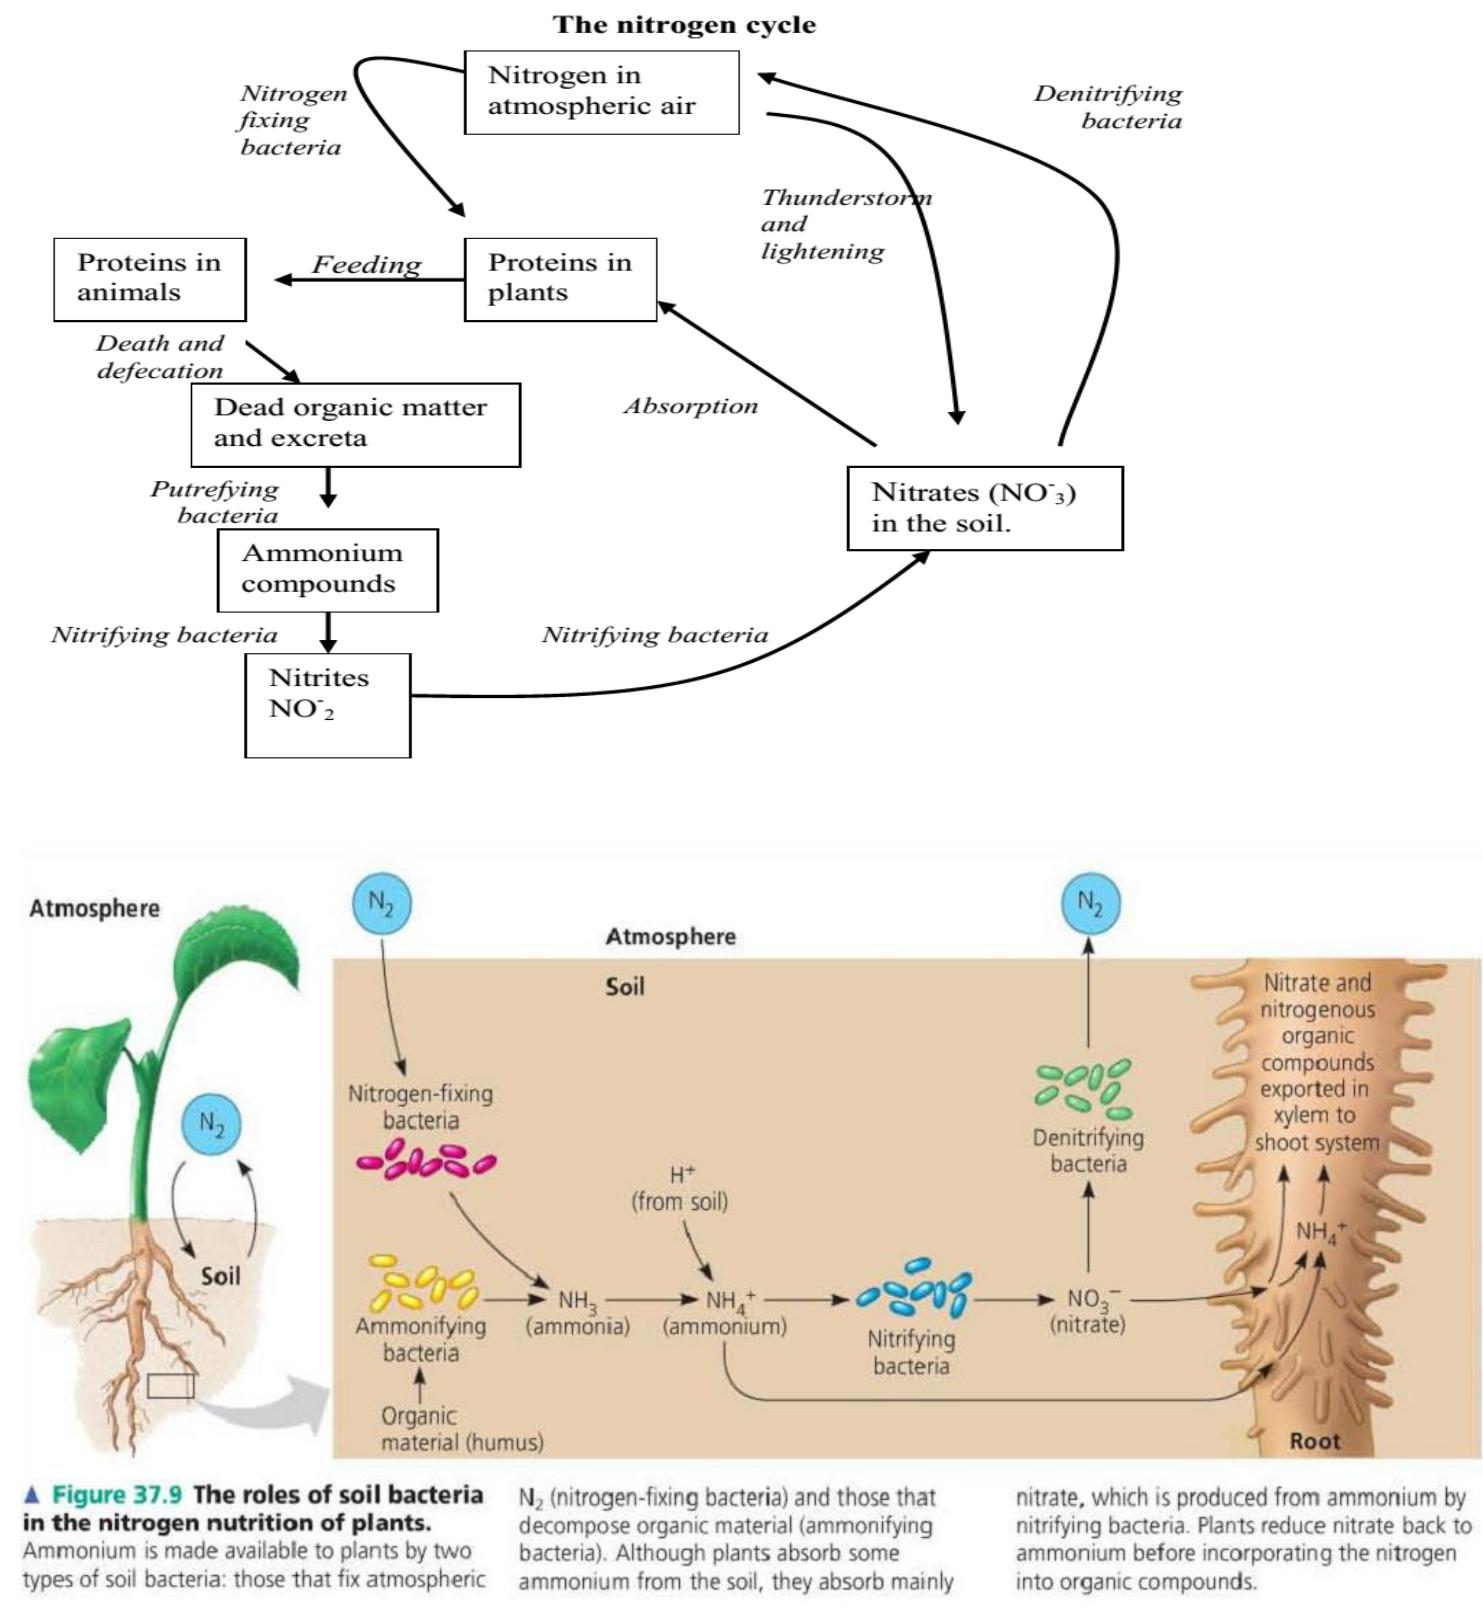 The nitrogen cycle
Nitrogen in
atmospheric air
Nitrogen
fixing
bacteria
Denitrifying
bacteria
Thunderstorm
and
lightening
Proteins in
animals
Feeding
Proteins in
plants
Death and
defecation
Absorption
Dead organic matter
and excreta
Putrefying
bacteria
Nitrates (NO⁻₃)
in the soil.
Ammonium
compounds
Nitrifying bacteria
Nitrifying bacteria
Nitrites
NO⁻₂
Atmosphere
N₂
Soil
N₂
Atmosphere
Soil
Nitrogen-fixing
bacteria
H⁺
(from soil)
Ammonifying
bacteria
Organic
material (humus)
NH₃
(ammonia)
NH₄⁺
(ammonium)
Nitrifying
bacteria
NO₃⁻
(nitrate)
Denitrifying
bacteria
N₂
Nitrate and
nitrogenous
organic
compounds
exported in
xylem to
shoot system
NH₄⁺
Root
▲ Figure 37.9 The roles of soil bacteria
in the nitrogen nutrition of plants.
Ammonium is made available to plants by two
types of soil bacteria: those that fix atmospheric
N₂ (nitrogen-fixing bacteria) and those that
decompose organic material (ammonifying
bacteria). Although plants absorb some
ammonium from the soil, they absorb mainly
nitrate, which is produced from ammonium by
nitrifying bacteria. Plants reduce nitrate back to
ammonium before incorporating the nitrogen
into organic compounds.